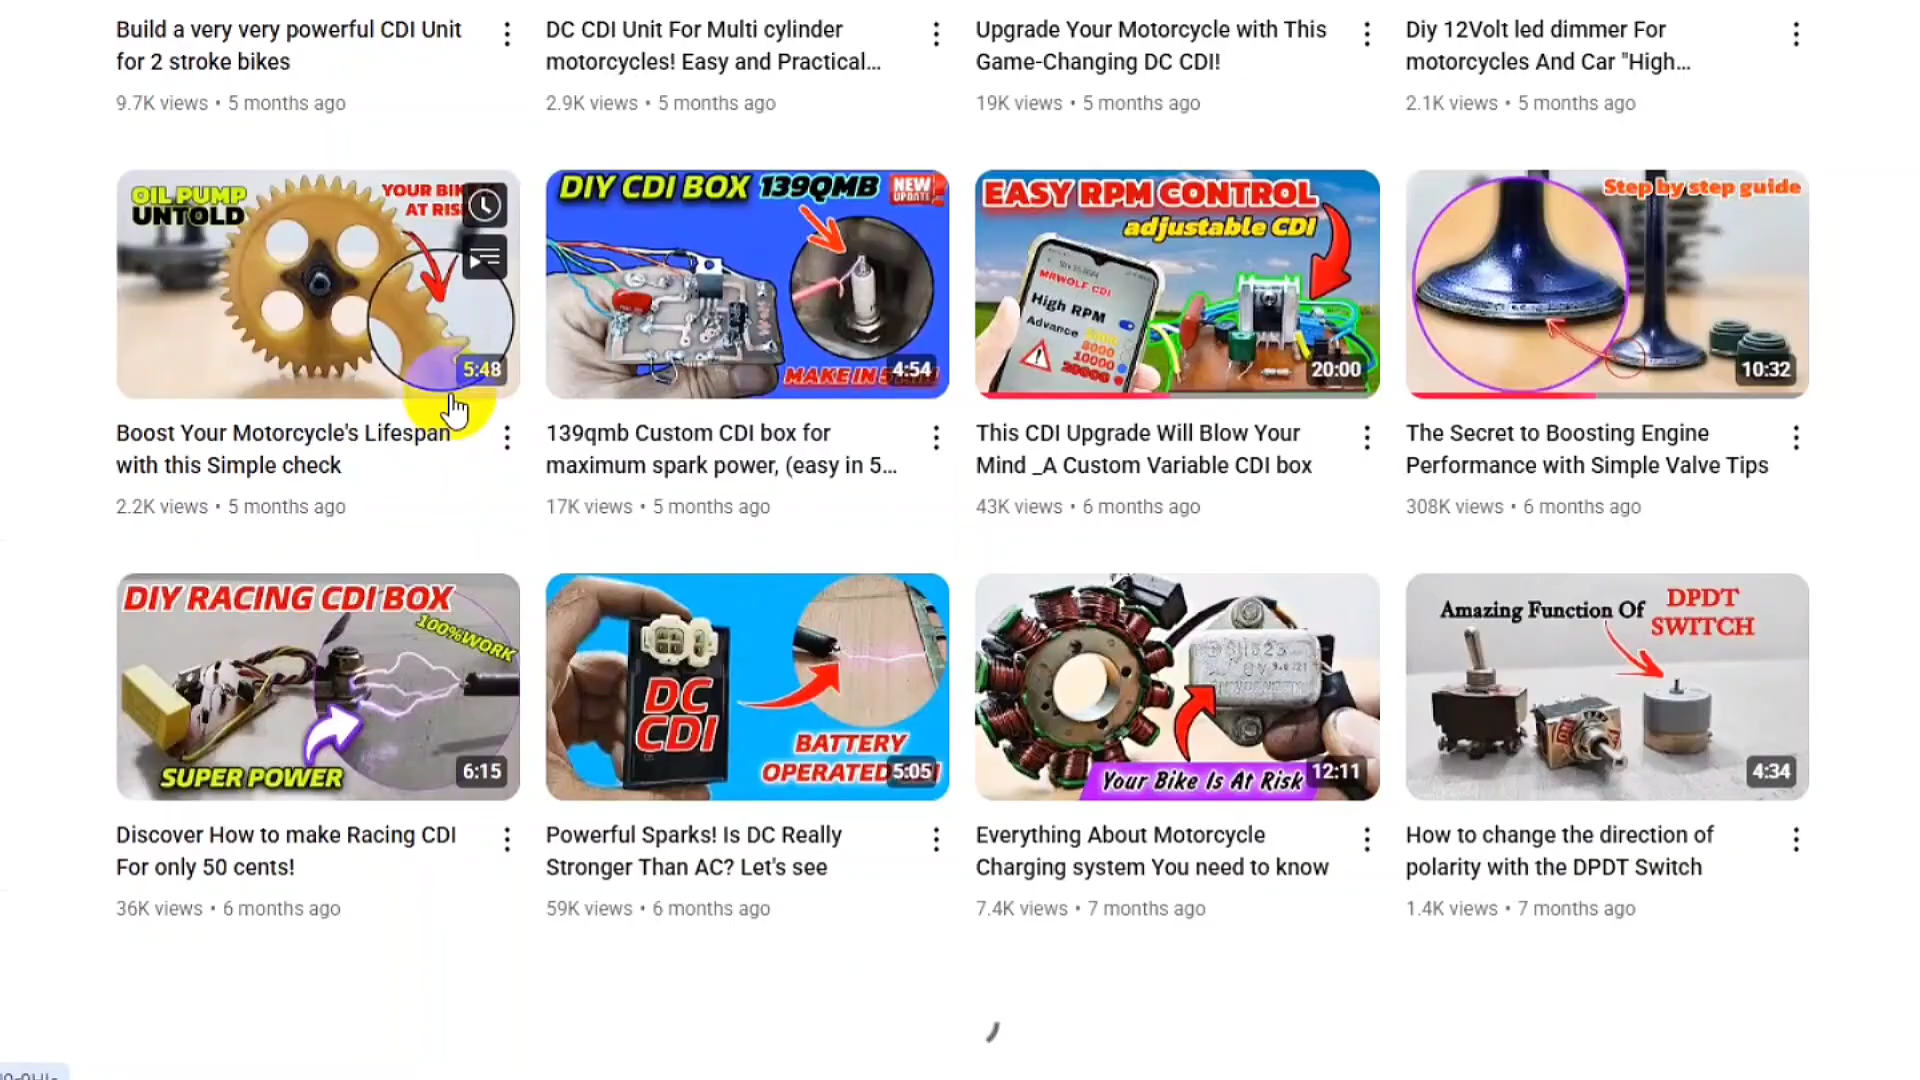 Build a very very powerful CDI Unit
for 2 stroke bikes
9.7K views • 5 months ago
DC CDI Unit For Multi cylinder
motorcycles! Easy and Practical...
2.9K views • 5 months ago
Upgrade Your Motorcycle with This
Game-Changing DC CDI!
19K views • 5 months ago
Diy 12Volt led dimmer For
motorcycles And Car "High...
2.1K views • 5 months ago
OIL PUMP
UNTOLD
YOUR
AT
5:48
DIY CDI BOX 139QMB
NEW
UPDATE
MAKE IN
4:54
EASY RPM CONTROL
adjustable CDI
MRWOLF CDI
High RPM
Advance
8000
10000
20000
20:00
Step by step guide
10:32
Boost Your Motorcycle's Lifespan
with this Simple check
2.2K views • 5 months ago
139qmb Custom CDI box for
maximum spark power, (easy in 5...
17K views • 5 months ago
This CDI Upgrade Will Blow Your
Mind _A Custom Variable CDI box
43K views • 6 months ago
The Secret to Boosting Engine
Performance with Simple Valve Tips
308K views • 6 months ago
DIY RACING CDI BOX
100%WORK
SUPER POWER
6:15
DC
CDI
BATTERY
OPERATED
5:05
Your Bike Is At Risk
12:11
Amazing Function Of DPDT
SWITCH
4:34
Discover How to make Racing CDI
For only 50 cents!
36K views • 6 months ago
Powerful Sparks! Is DC Really
Stronger Than AC? Let's see
59K views • 6 months ago
Everything About Motorcycle
Charging system You need to know
7.4K views • 7 months ago
How to change the direction of
polarity with the DPDT Switch
1.4K views • 7 months ago